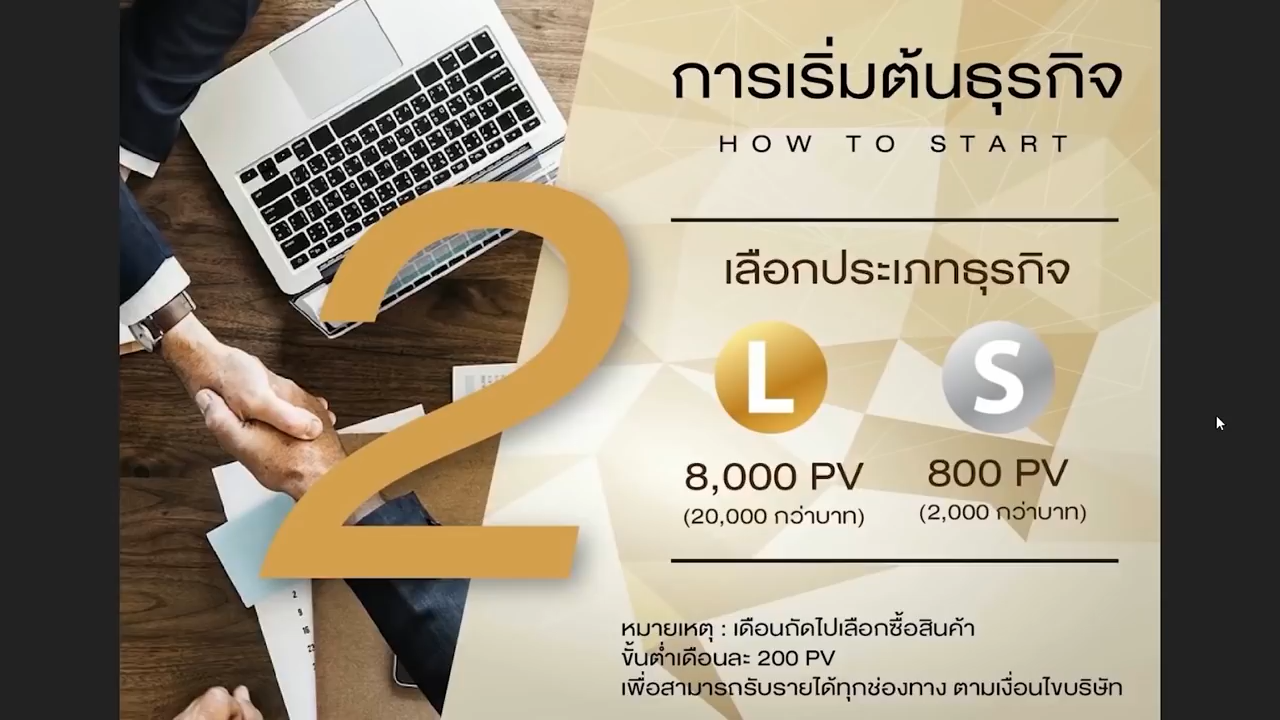 การเริ่มต้นธุรกิจ
HOW TO START
2
เลือกประเภทธุรกิจ
L S
8,000 PV 800 PV
(20,000 กว่าบาท) (2,000 กว่าบาท)
หมายเหตุ : เดือนถัดไปเลือกซื้อสินค้า
ขั้นต่ำเดือนละ 200 PV
เพื่อสามารถรับรายได้ทุกช่องทาง ตามเงื่อนไขบริษัท